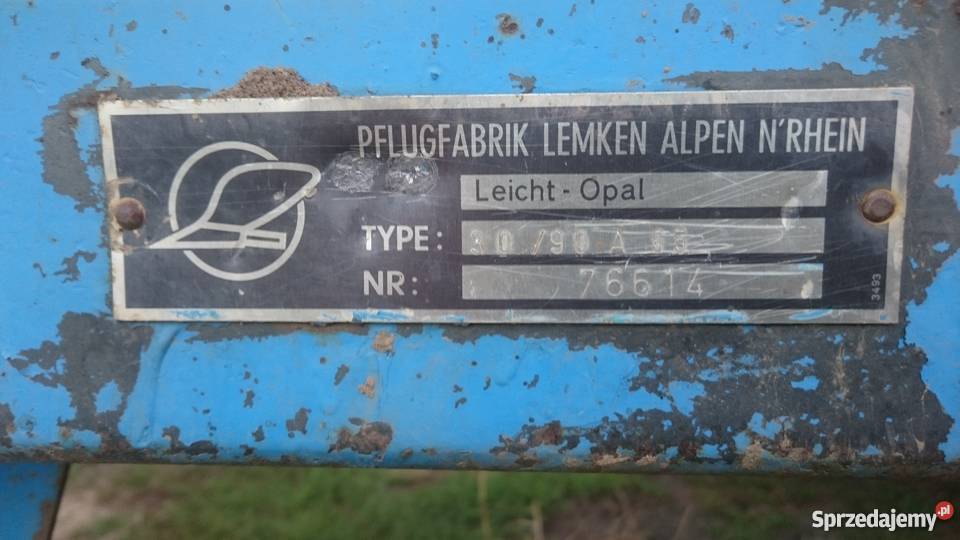 PFLUGFABRIK LEMKEN ALPEN N'RHEIN
Leicht - Opal
TYPE:
NR: 76614
3493
Sprzedajemy.pl